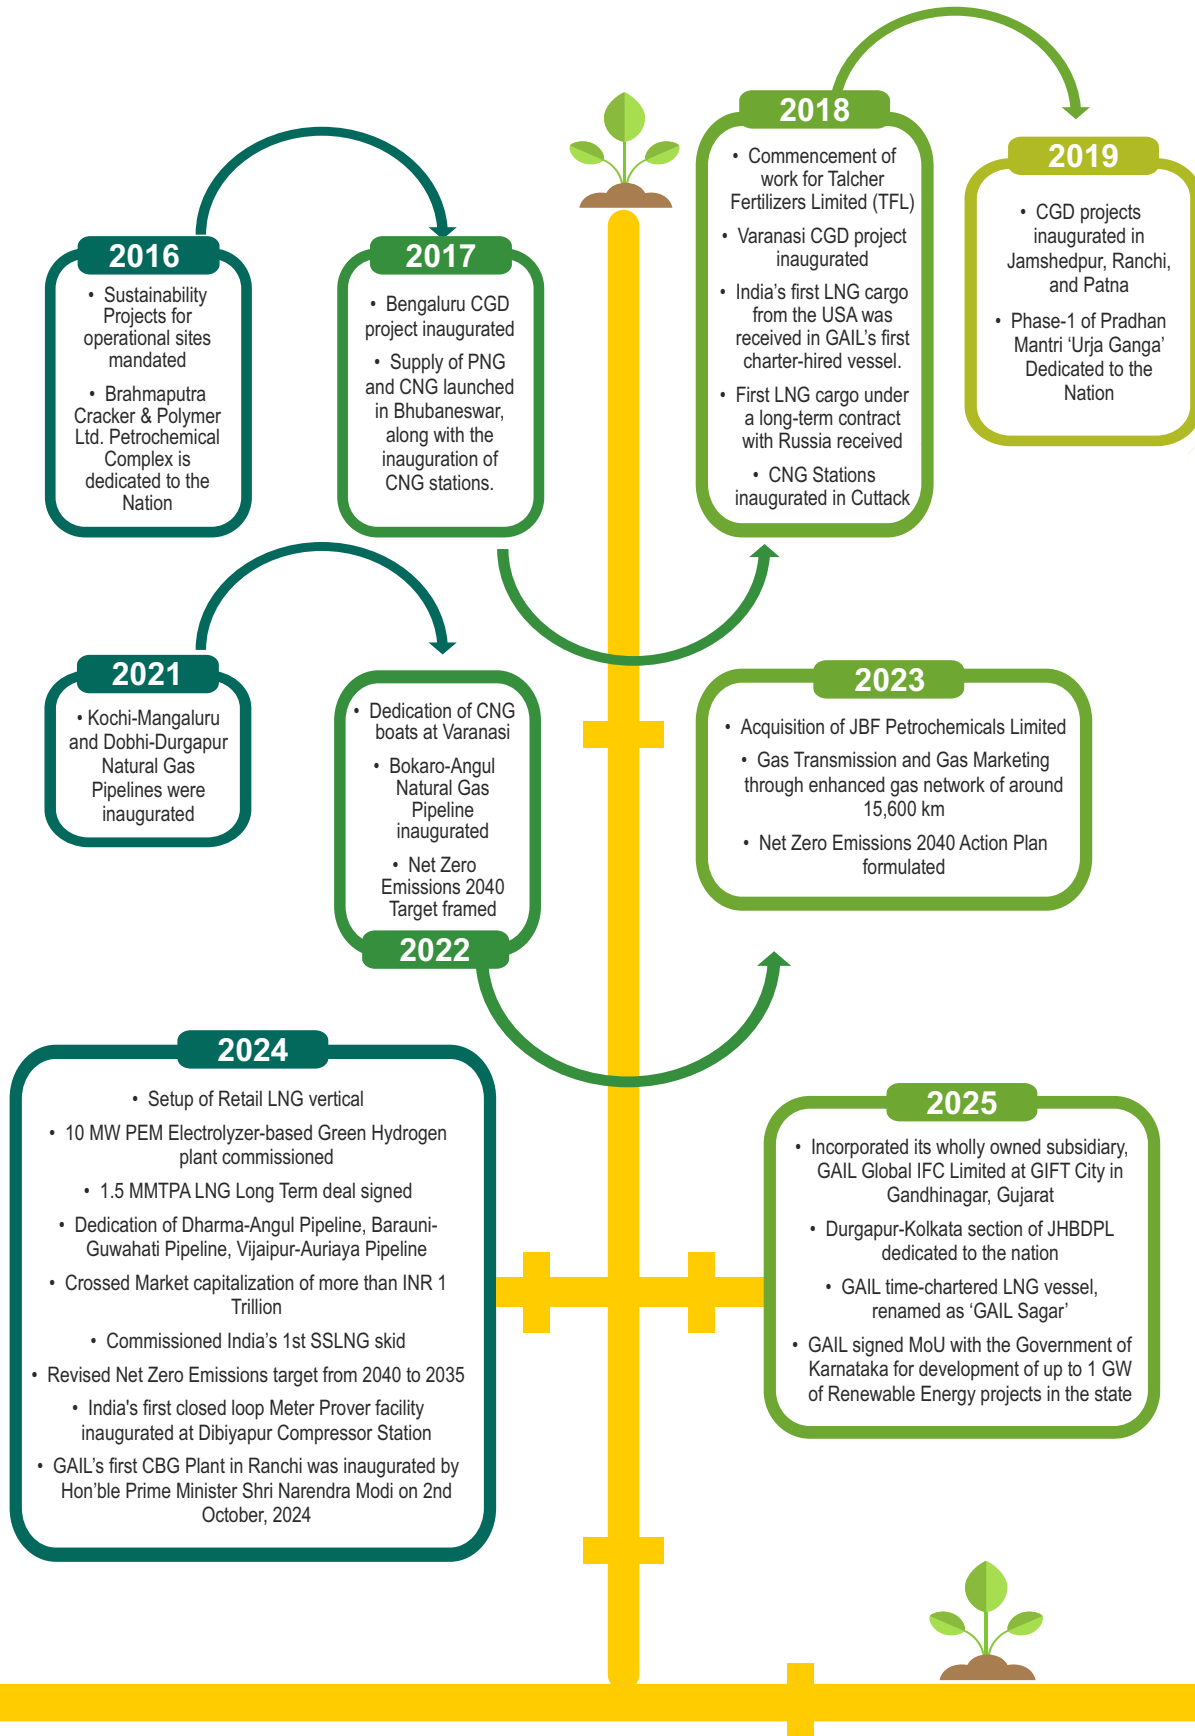 2016
• Sustainability
Projects for
operational sites
mandated
• Brahmaputra
Cracker & Polymer
Ltd. Petrochemical
Complex is
dedicated to the
Nation
2017
• Bengaluru CGD
project inaugurated
• Supply of PNG
and CNG launched
in Bhubaneswar,
along with the
inauguration of
CNG stations.
2018
• Commencement of
work for Talcher
Fertilizers Limited (TFL)
• Varanasi CGD project
inaugurated
• India’s first LNG cargo
from the USA was
received in GAIL’s first
charter-hired vessel.
• First LNG cargo under
a long-term contract
with Russia received
• CNG Stations
inaugurated in Cuttack
2019
• CGD projects
inaugurated in
Jamshedpur, Ranchi,
and Patna
• Phase-1 of Pradhan
Mantri ‘Urja Ganga’
Dedicated to the
Nation
2021
• Kochi-Mangaluru
and Dobhi-Durgapur
Natural Gas
Pipelines were
inaugurated
• Dedication of CNG
boats at Varanasi
• Bokaro-Angul
Natural Gas
Pipeline
inaugurated
• Net Zero
Emissions 2040
Target framed
2022
2023
• Acquisition of JBF Petrochemicals Limited
• Gas Transmission and Gas Marketing
through enhanced gas network of around
15,600 km
• Net Zero Emissions 2040 Action Plan
formulated
2024
• Setup of Retail LNG vertical
• 10 MW PEM Electrolyzer-based Green Hydrogen
plant commissioned
• 1.5 MMTPA LNG Long Term deal signed
• Dedication of Dharma-Angul Pipeline, Barauni-
Guwahati Pipeline, Vijaipur-Auriaya Pipeline
• Crossed Market capitalization of more than INR 1
Trillion
• Commissioned India’s 1st SSLNG skid
• Revised Net Zero Emissions target from 2040 to 2035
• India's first closed loop Meter Prover facility
inaugurated at Dibiyapur Compressor Station
• GAIL’s first CBG Plant in Ranchi was inaugurated by
Hon’ble Prime Minister Shri Narendra Modi on 2nd
October, 2024
2025
• Incorporated its wholly owned subsidiary,
GAIL Global IFC Limited at GIFT City in
Gandhinagar, Gujarat
• Durgapur-Kolkata section of JHBDPL
dedicated to the nation
• GAIL time-chartered LNG vessel,
renamed as ‘GAIL Sagar’
• GAIL signed MoU with the Government of
Karnataka for development of up to 1 GW
of Renewable Energy projects in the state